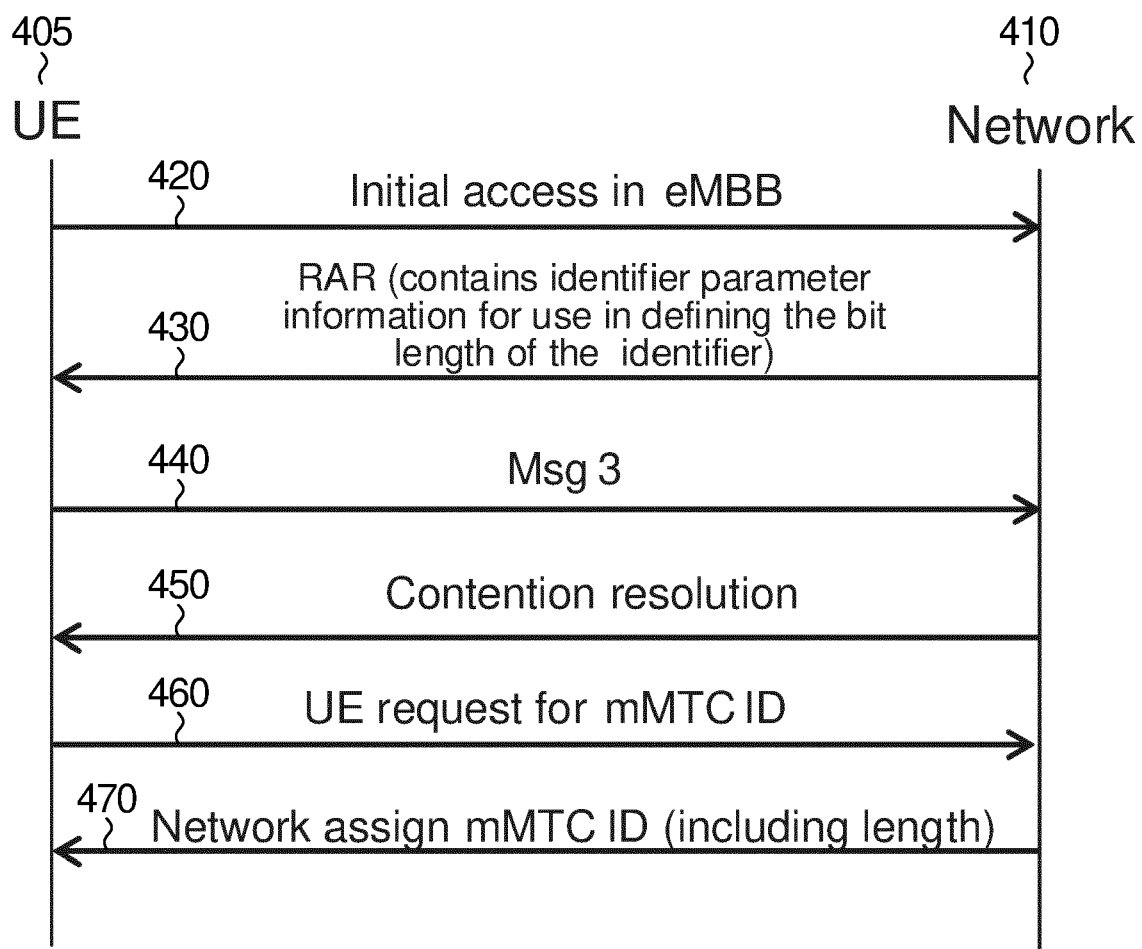 405
410
UE
Network
420
Initial access in eMBB
RAR (contains identifier parameter
information for use in defining the bit
length of the identifier)
430
440
Msg 3
450
Contention resolution
460
UE request for mMTC ID
470
Network assign mMTC ID (including length)